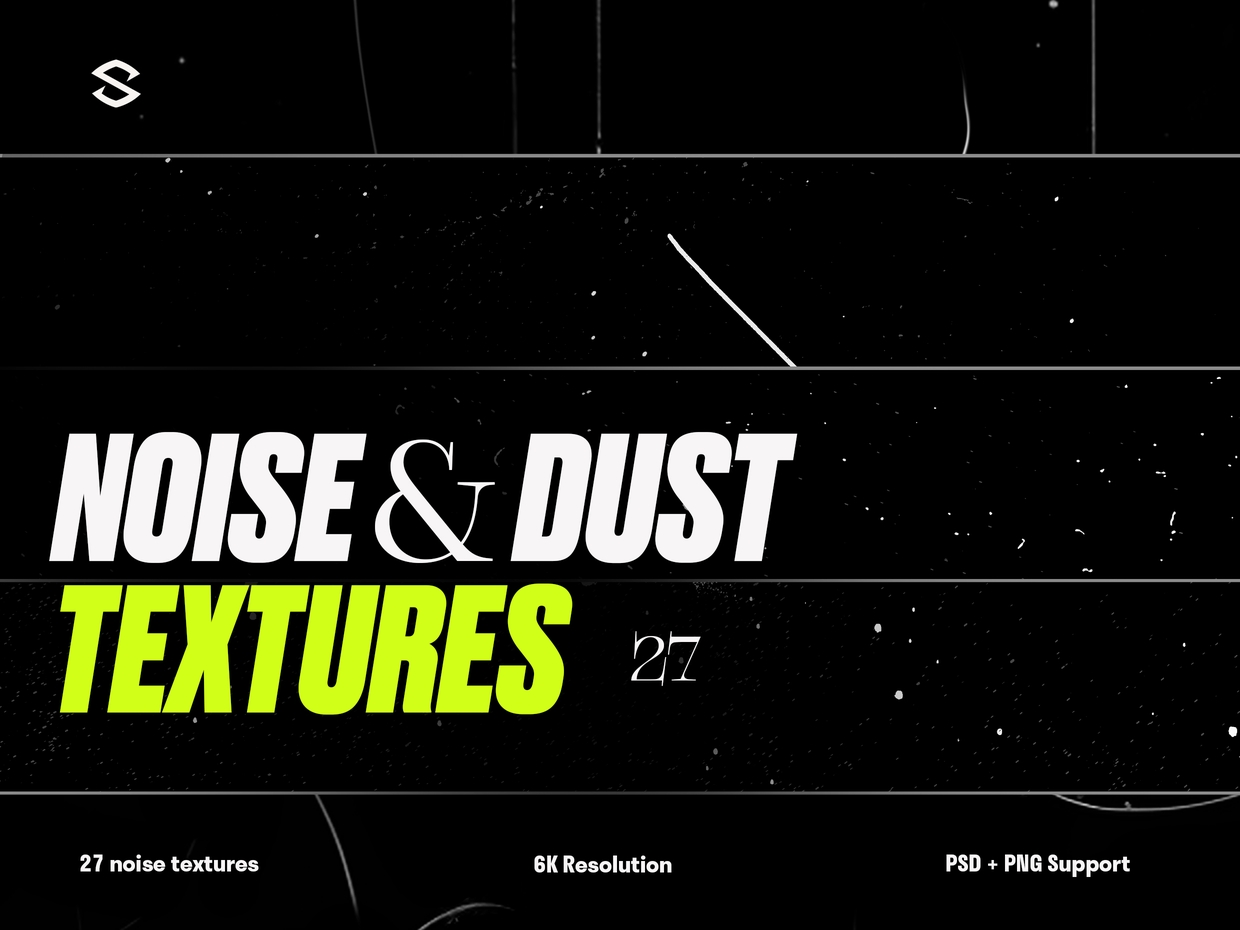 NOISE & DUST
TEXTURES 27
27 noise textures
6K Resolution
PSD + PNG Support